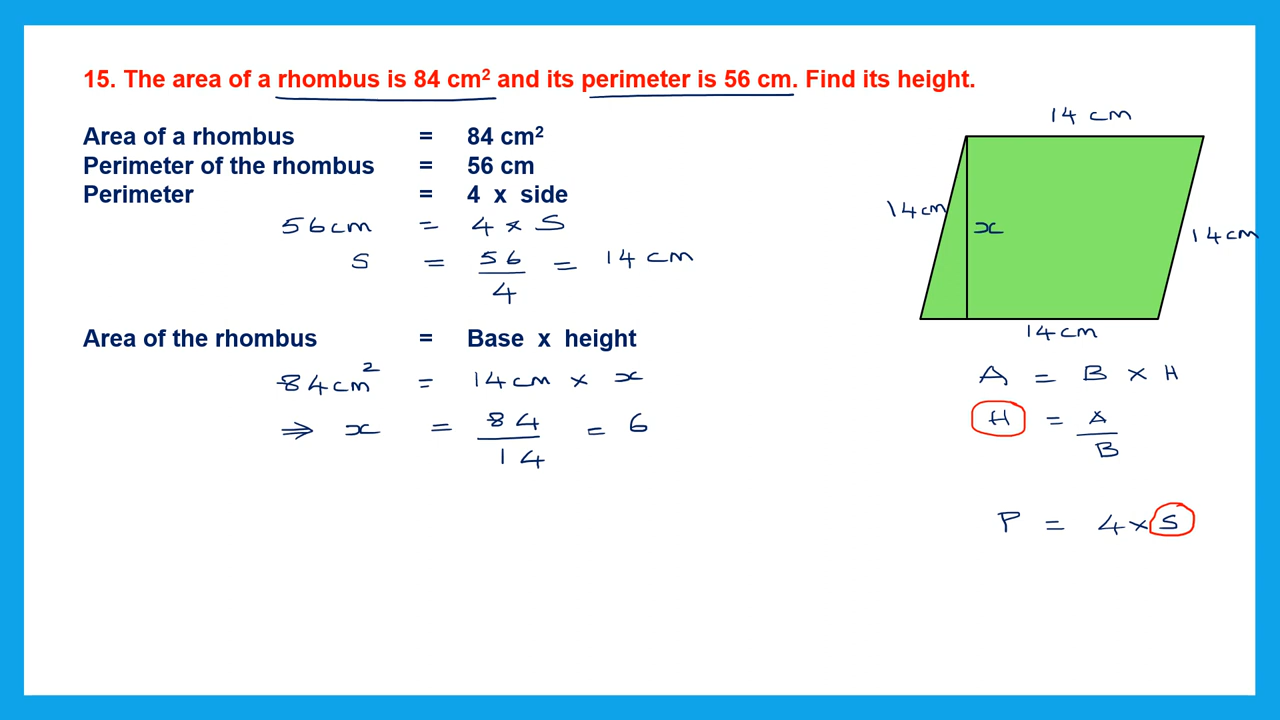 15. The area of a rhombus is 84 cm² and its perimeter is 56 cm. Find its height.
Area of a rhombus = 84 cm²
Perimeter of the rhombus = 56 cm
Perimeter = 4 x side
56cm = 4 × S
S = 56/4 = 14 cm
Area of the rhombus = Base x height
84cm² = 14cm × x
⇒ x = 84/14 = 6
14 cm
14cm
x
14cm
14cm
A = B × H
H = A/B
P = 4×S